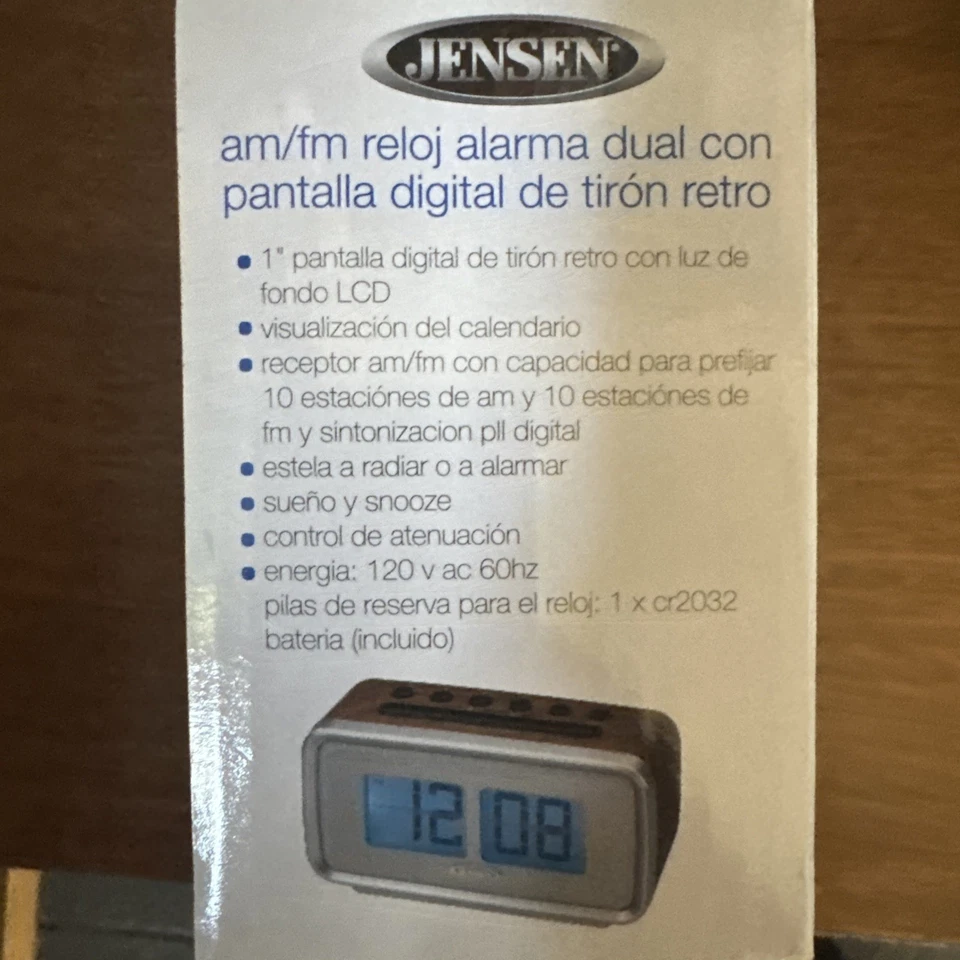 JENSEN
am/fm reloj alarma dual con
pantalla digital de tirón retro
1" pantalla digital de tirón retro con luz de
fondo LCD
visualización del calendario
receptor am/fm con capacidad para prefijar
10 estaciónes de am y 10 estaciónes de
fm y sintonizacion pll digital
estela a radiar o a alarmar
sueño y snooze
control de atenuación
energia: 120 v ac 60hz
pilas de reserva para el reloj: 1 x cr2032
bateria (incluido)
12 08